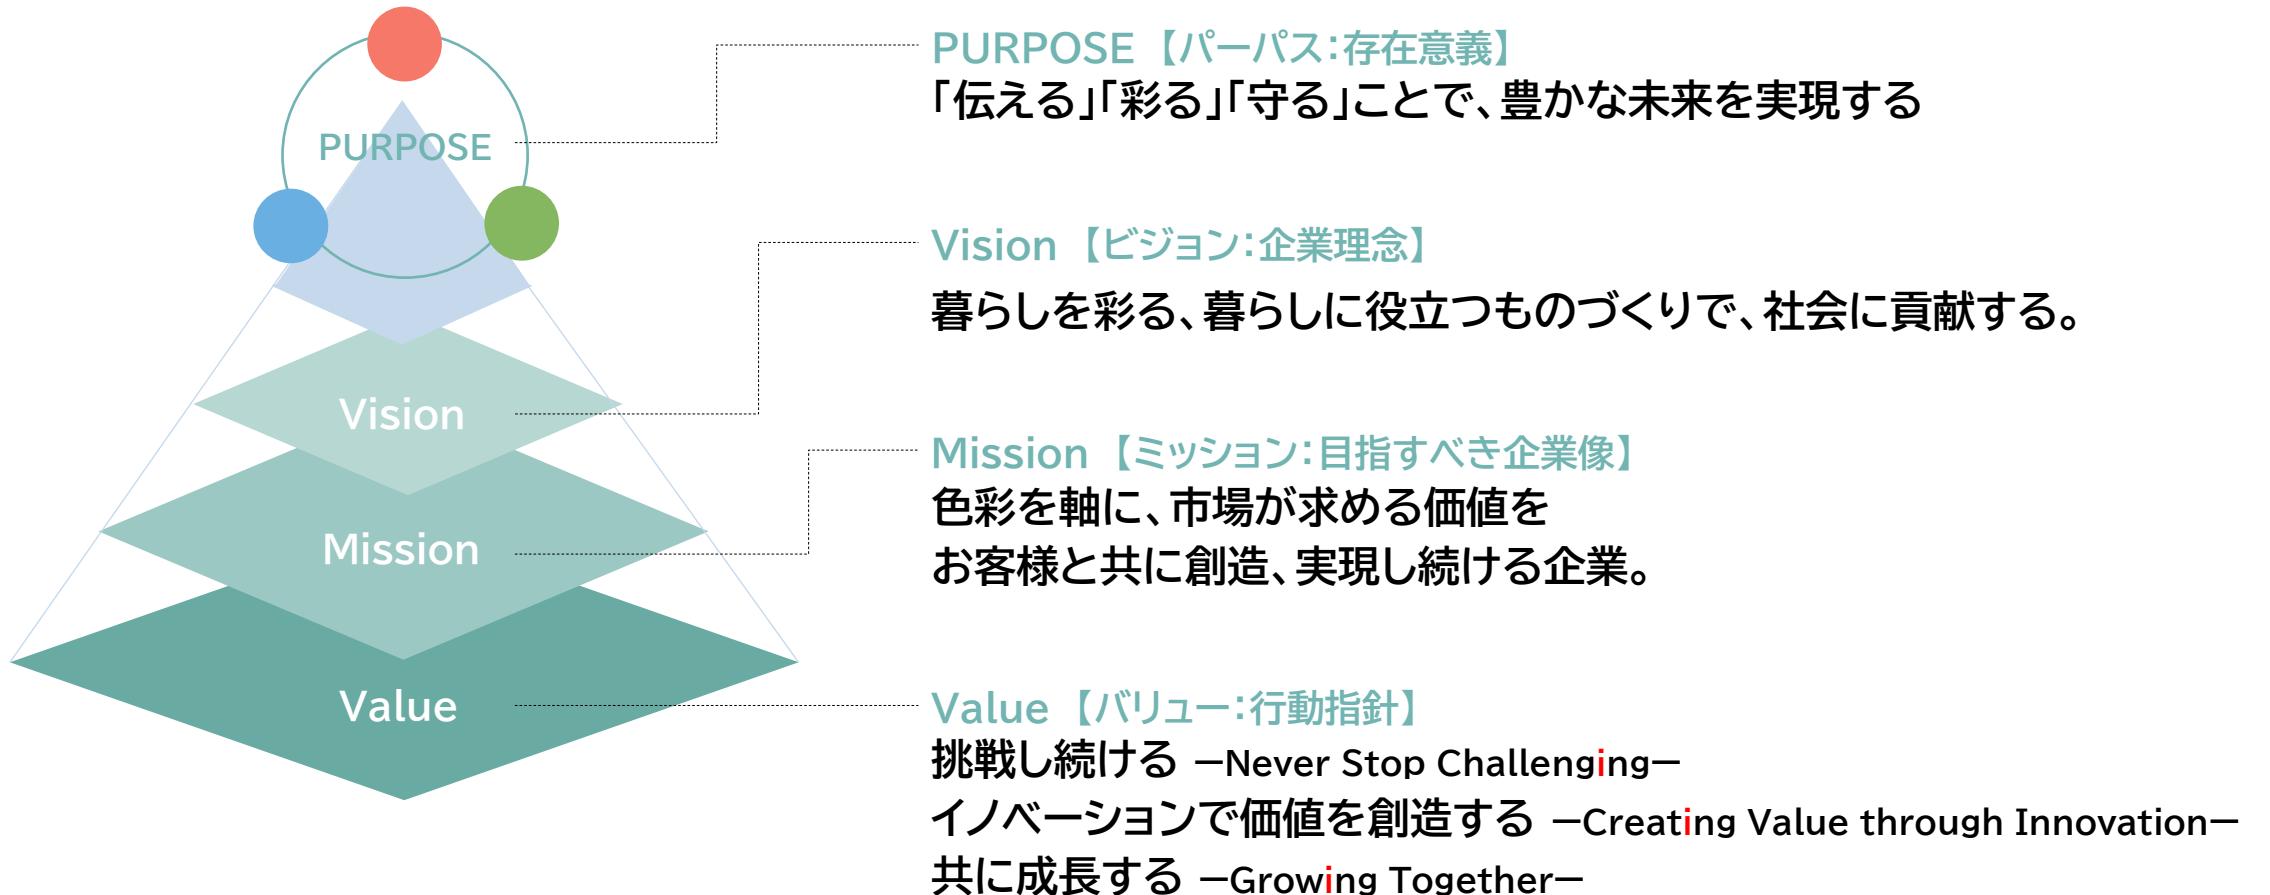 PURPOSE
Vision
Mission
Value
PURPOSE【パーパス：存在意義】
「伝える」「彩る」「守る」ことで、豊かな未来を実現する
Vision【ビジョン：企業理念】
暮らしを彩る、暮らしに役立つものづくりで、社会に貢献する。
Mission【ミッション：目指すべき企業像】
色彩を軸に、市場が求める価値を
お客様と共に創造、実現し続ける企業。
Value【バリュー：行動指針】
挑戦し続ける －Never Stop Challenging－
イノベーションで価値を創造する －Creating Value through Innovation－
共に成長する －Growing Together－